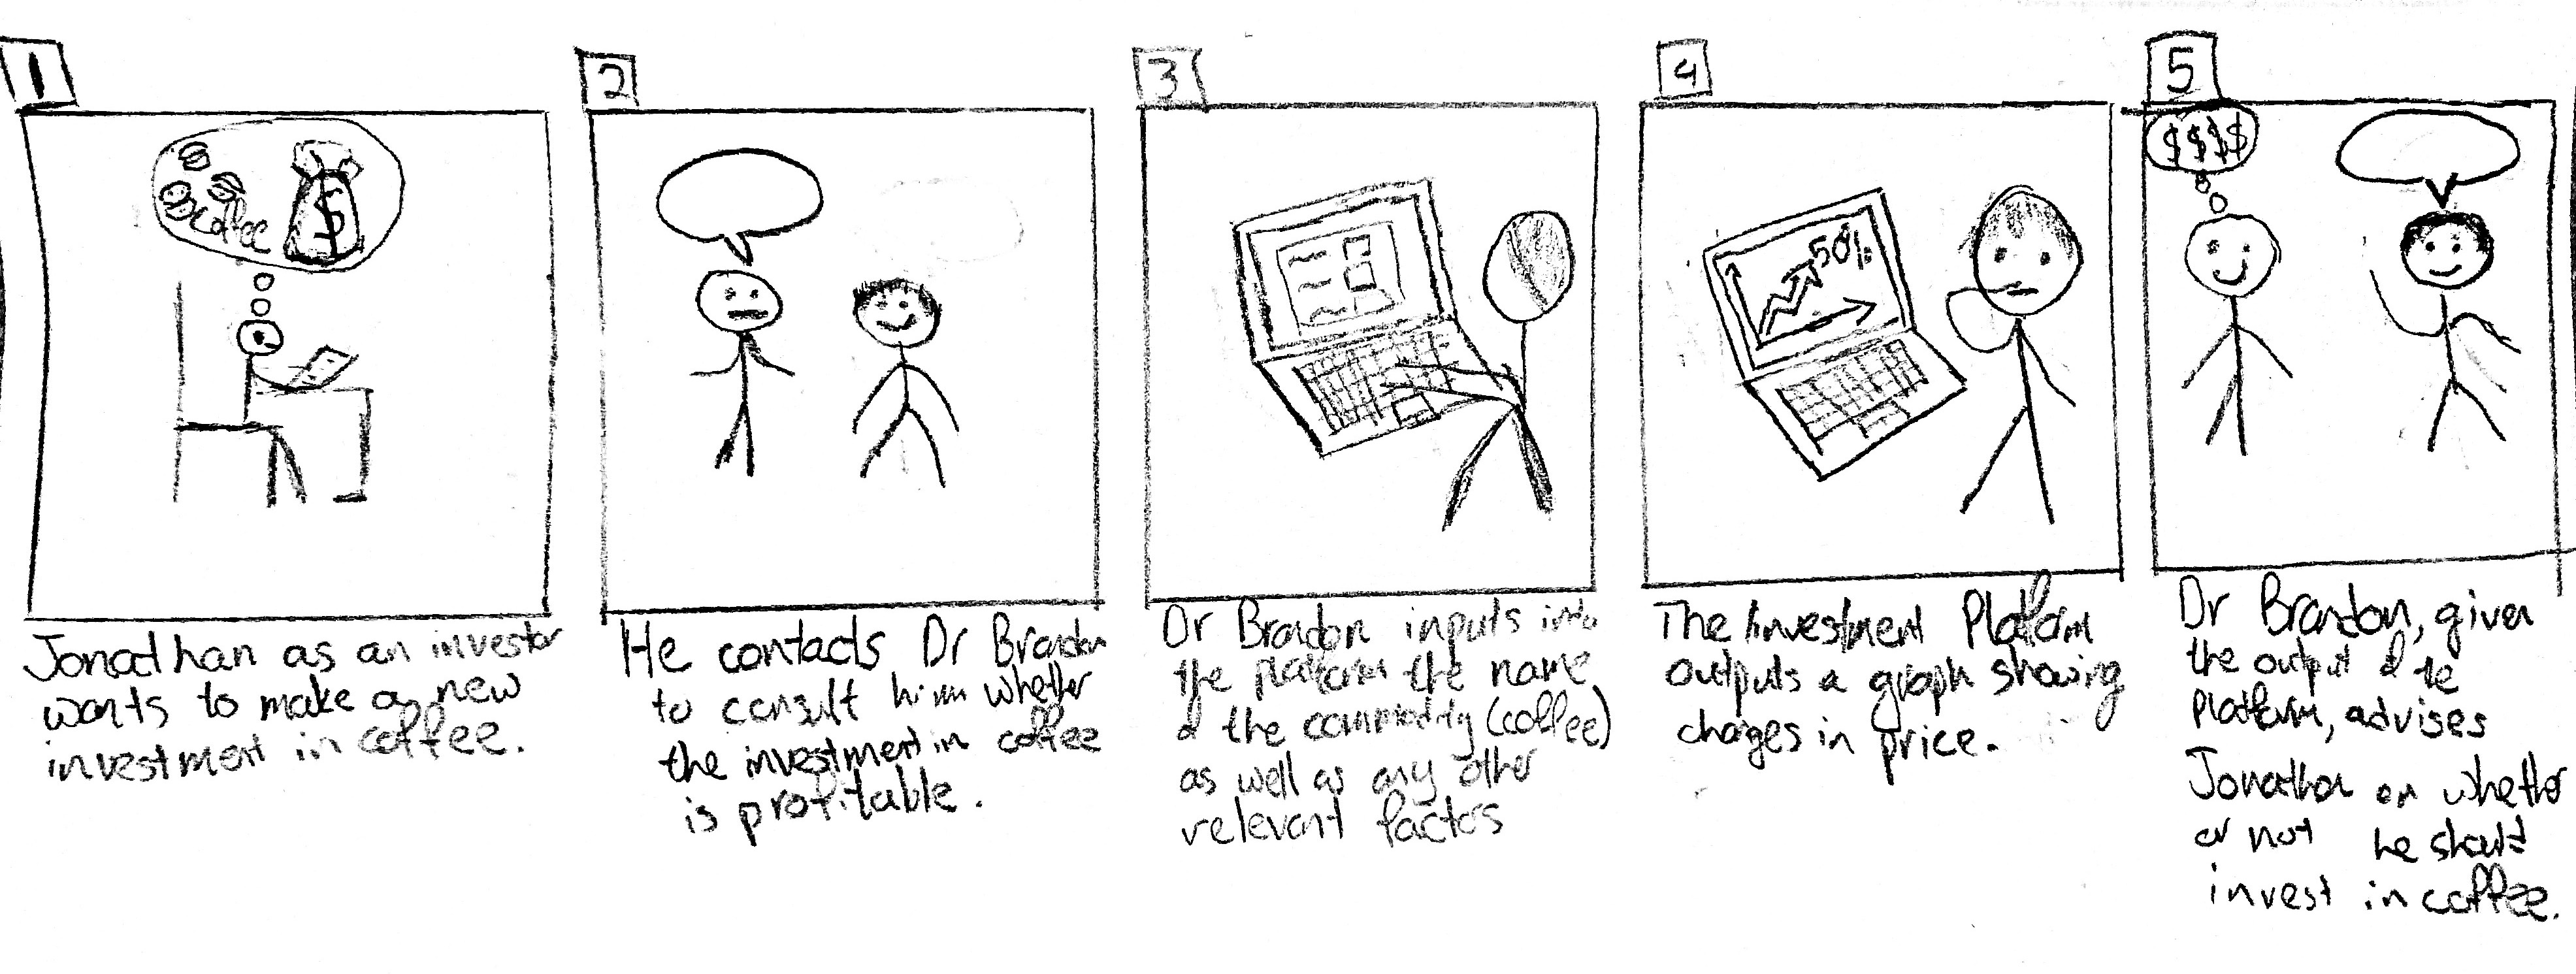 1
coffee
$
Jonathan as an investor
wants to make a new
investment in coffee.
2
He contacts Dr Brandon
to consult him whether
the investment in coffee
is profitable.
3
Dr Brandon inputs into
the platform the name
of the commodity (coffee)
as well as any other
relevant factors
4
50%
The Investment Platform
outputs a graph showing
changes in price.
5
$$$$
Dr Brandon, given
the output of the
Platform, advises
Jonathan on whether
or not he should
invest in coffee.